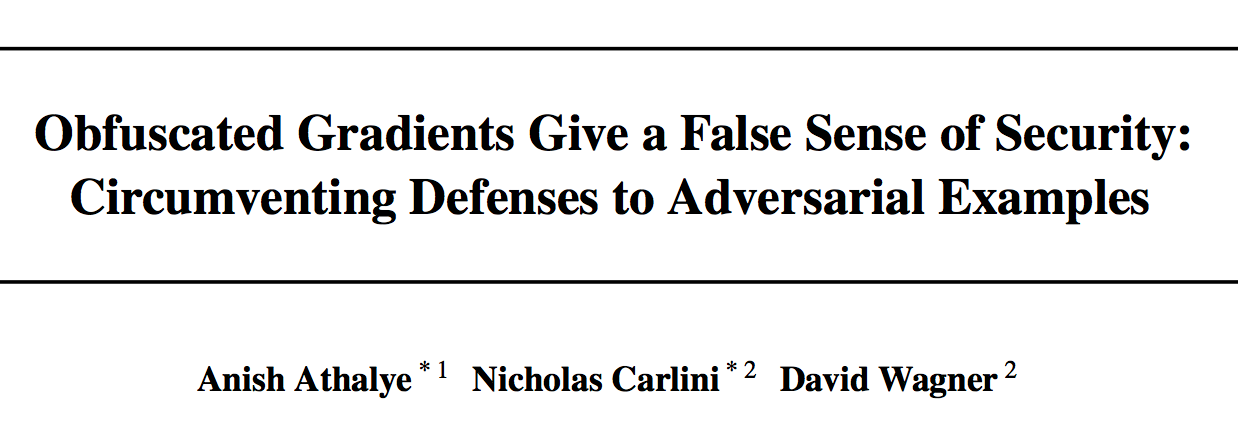 Obfuscated Gradients Give a False Sense of Security:
Circumventing Defenses to Adversarial Examples
Anish Athalye * 1 Nicholas Carlini * 2 David Wagner 2